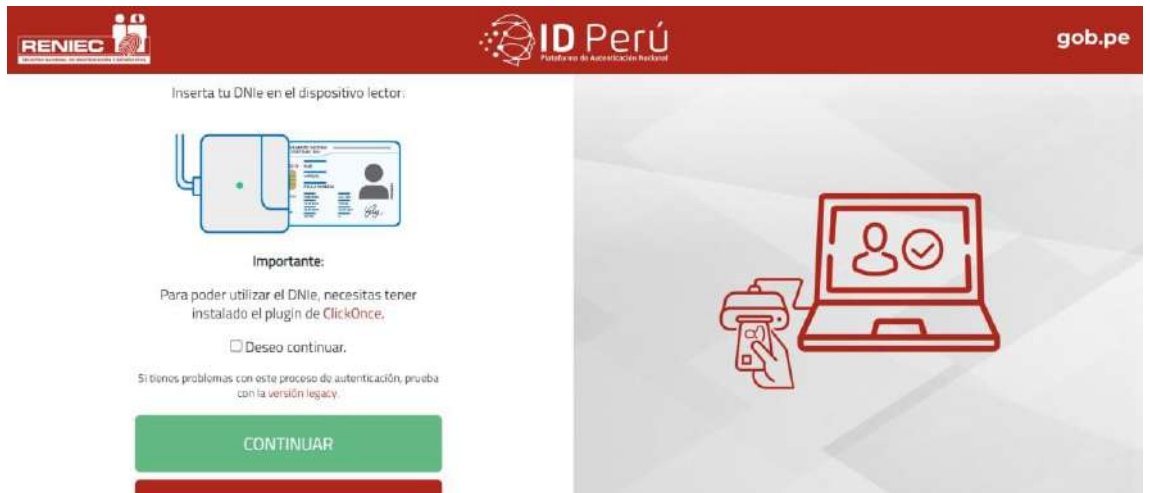 RENIEC
ID Perú
Plataforma de Autenticación Nacional
gob.pe
Inserta tu DNIe en el dispositivo lector:
Importante:
Para poder utilizar el DNIe, necesitas tener
instalado el plugin de ClickOnce.
Deseo continuar.
Si tienes problemas con este proceso de autenticación, prueba
con la versión legacy.
CONTINUAR